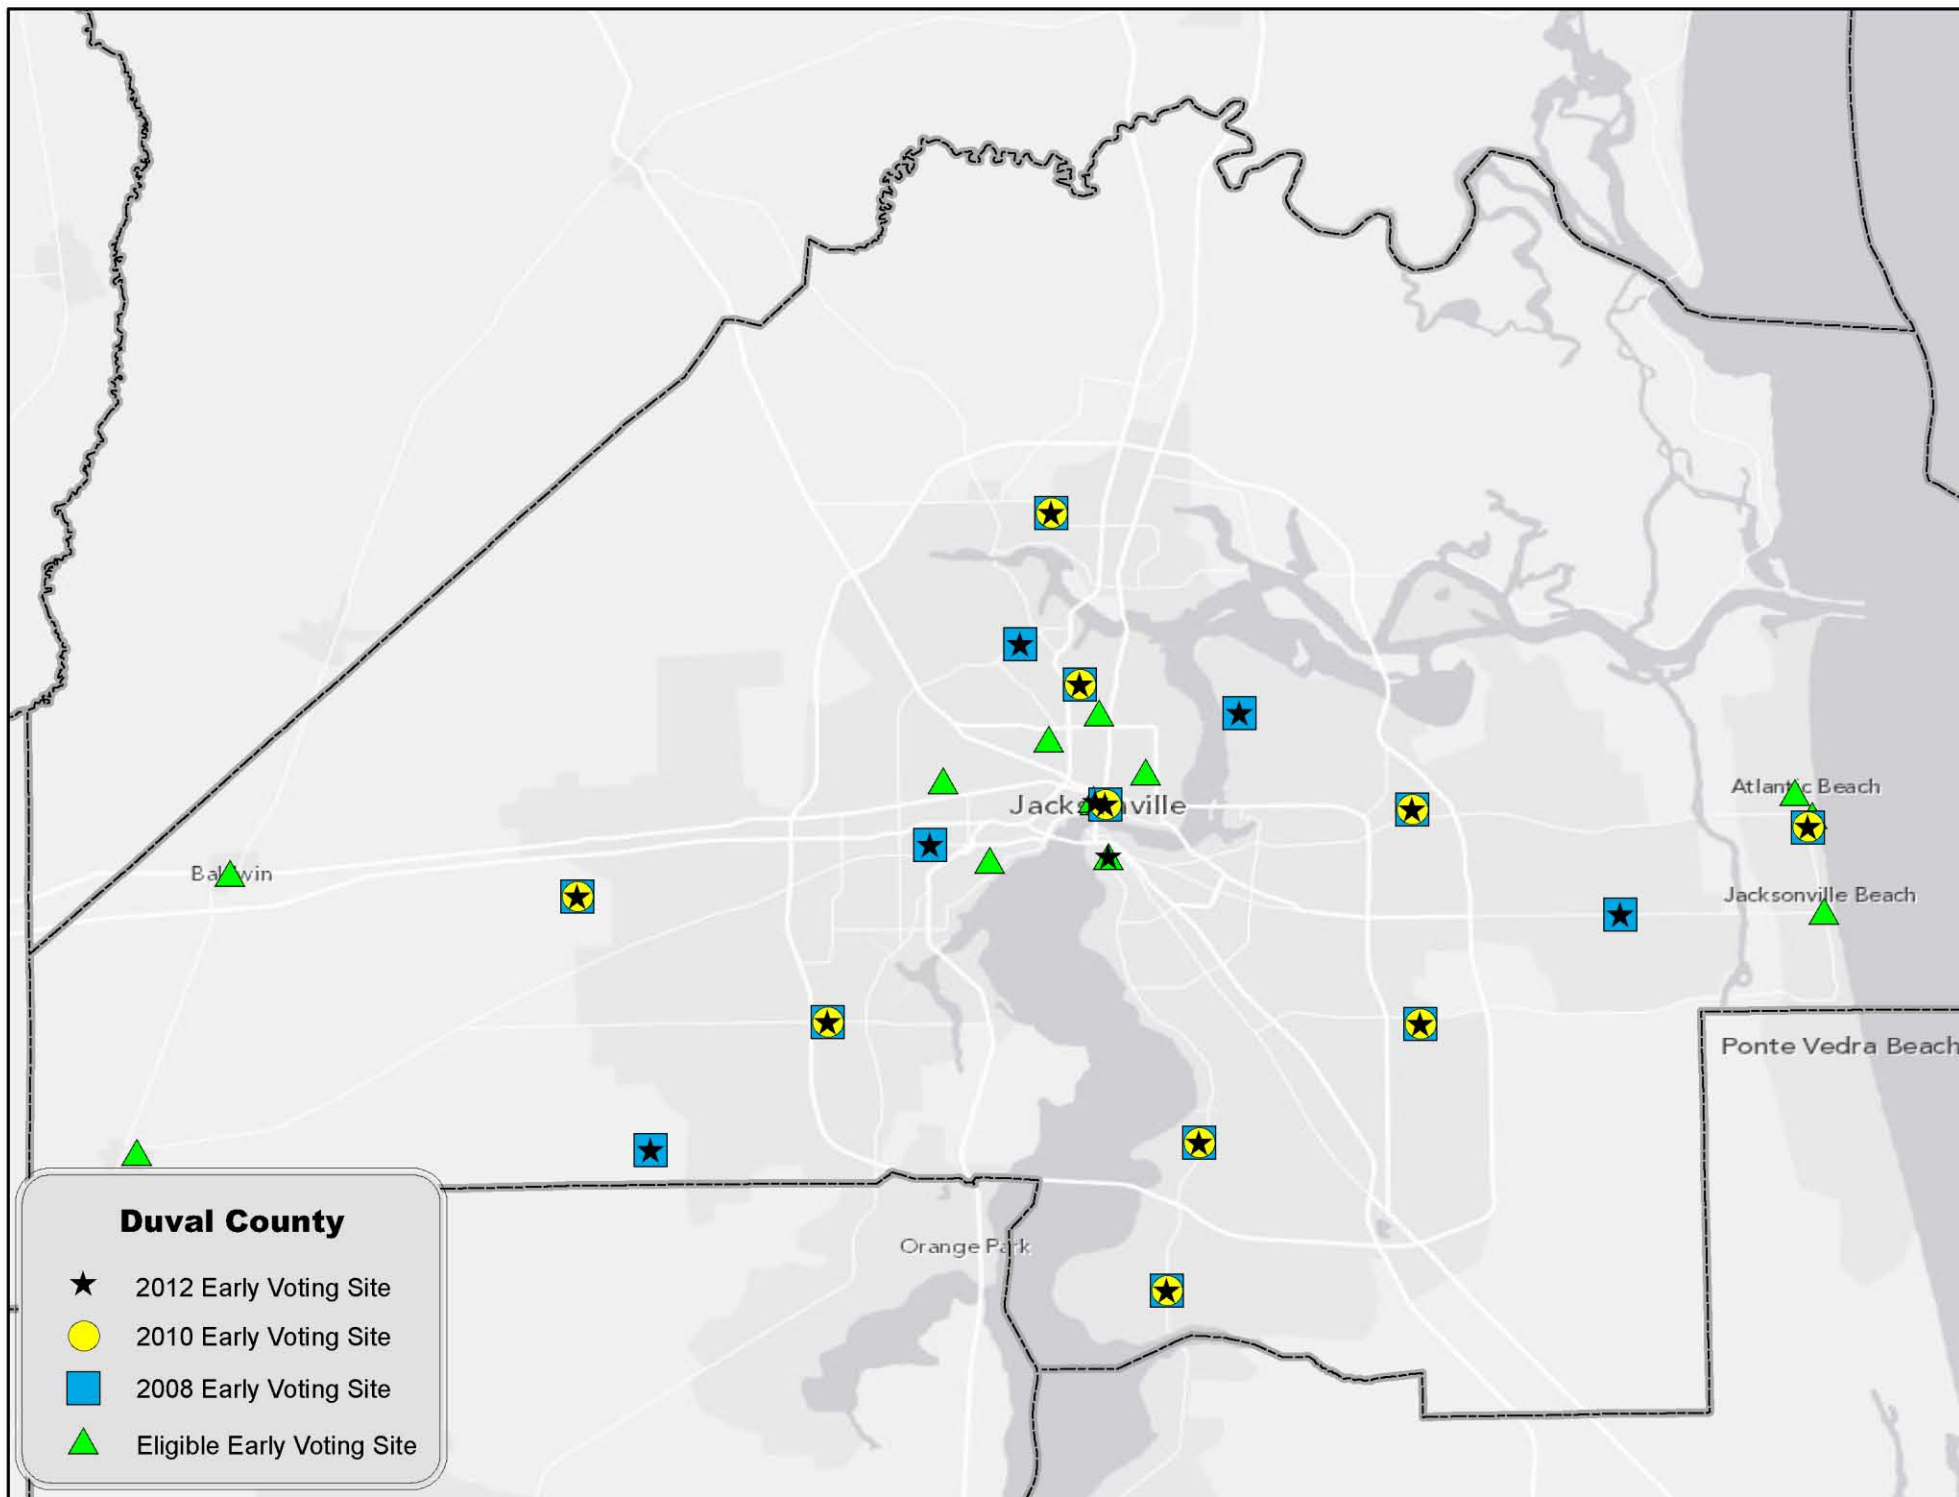 Jacksonville
Atlantic Beach
Baldwin
Jacksonville Beach
Ponte Vedra Beach
Orange Park
Duval County
2012 Early Voting Site
2010 Early Voting Site
2008 Early Voting Site
Eligible Early Voting Site